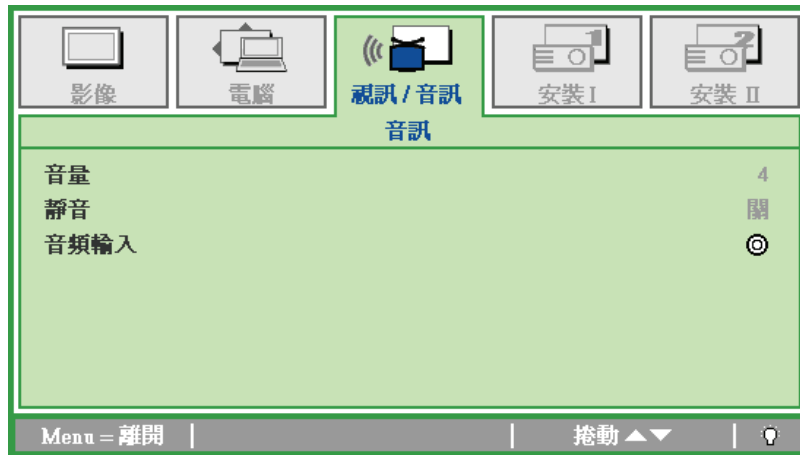 影像
電腦
視訊 / 音訊
安裝 I
安裝 II
音訊
音量 4
靜音 關
音頻輸入
Menu = 離開
捲動